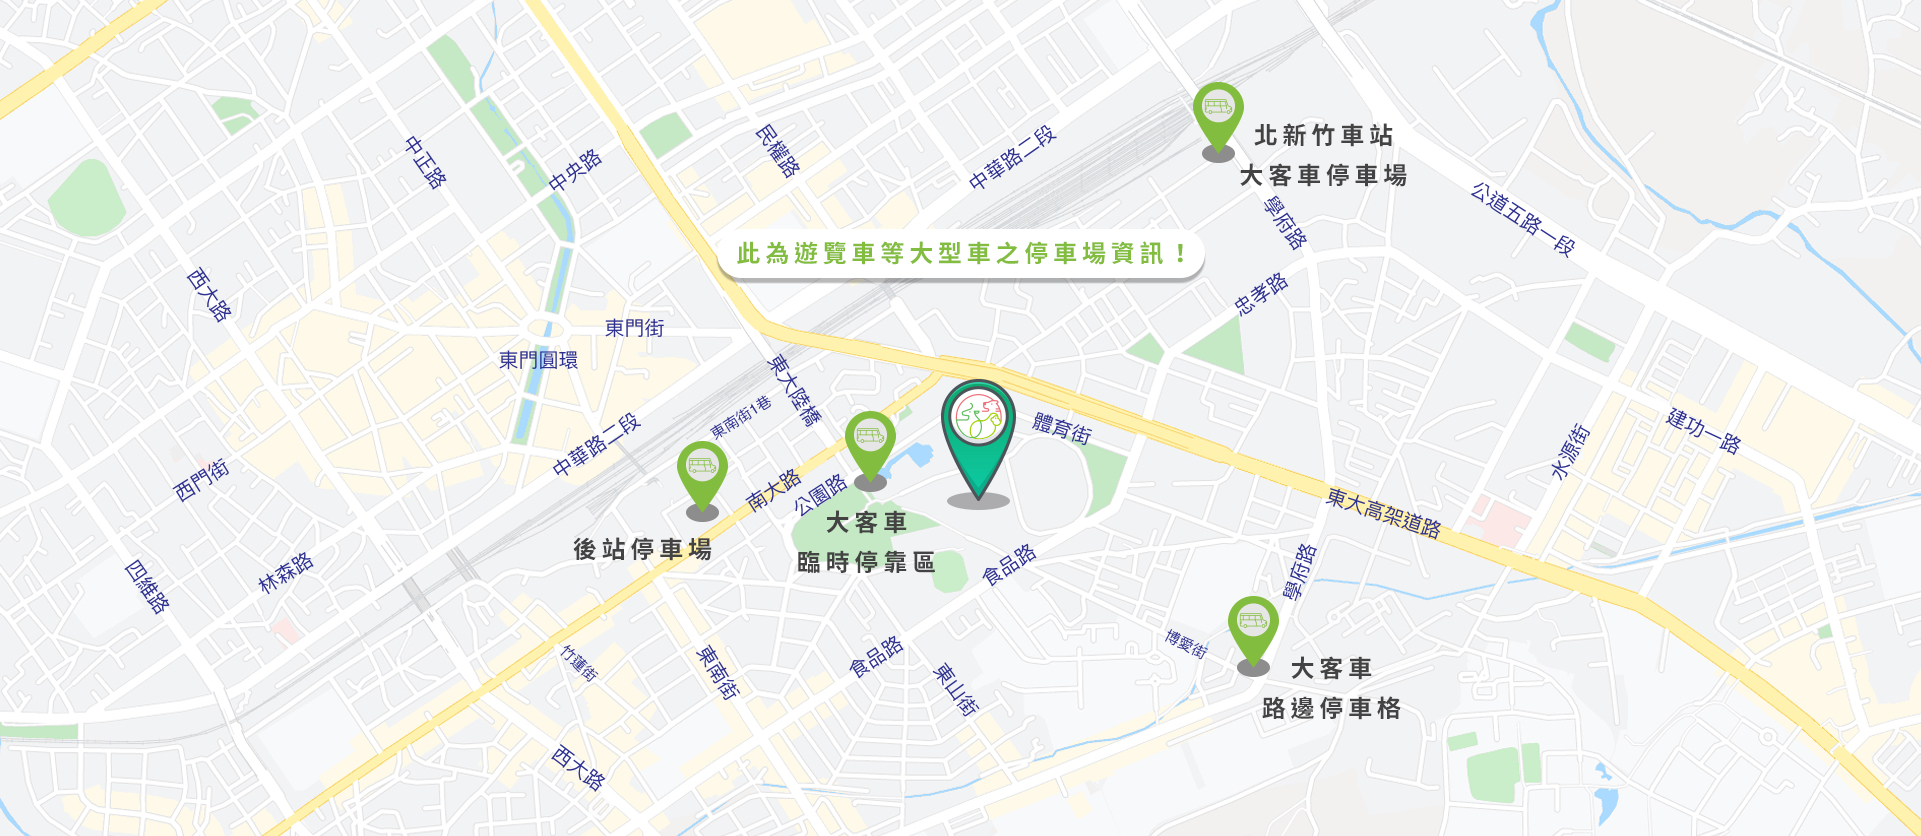 北新竹車站
大客車停車場
中正路
中央路
民權路
中華路二段
公道五路一段
學府路
此為遊覽車等大型車之停車場資訊！
西大路
忠孝路
東門街
東門圓環
東大陸橋
東南街1巷
體育街
建功一路
水源街
中華路二段
西門街
南大路
公園路
東大高架道路
大客車
臨時停靠區
後站停車場
食品路
學府路
林森路
四維路
博愛街
竹蓮街
東南街
食品路
東山街
大客車
路邊停車格
西大路